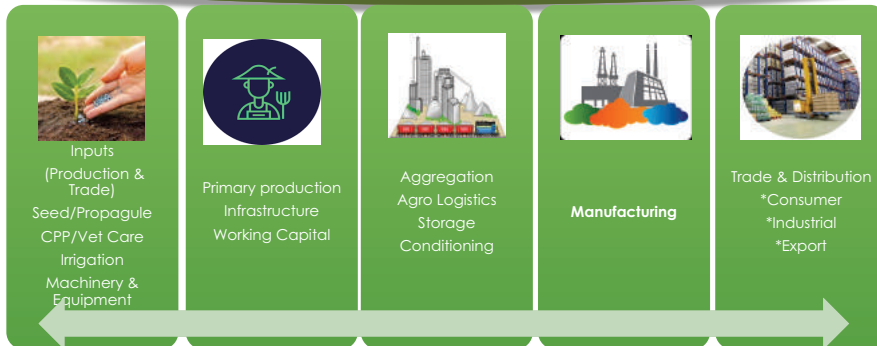 Inputs
(Production &
Trade)
Seed/Propagule
CPP/Vet Care
Irrigation
Machinery &
Equipment
Primary production
Infrastructure
Working Capital
Aggregation
Agro Logistics
Storage
Conditioning
Manufacturing
Trade & Distribution
*Consumer
*Industrial
*Export